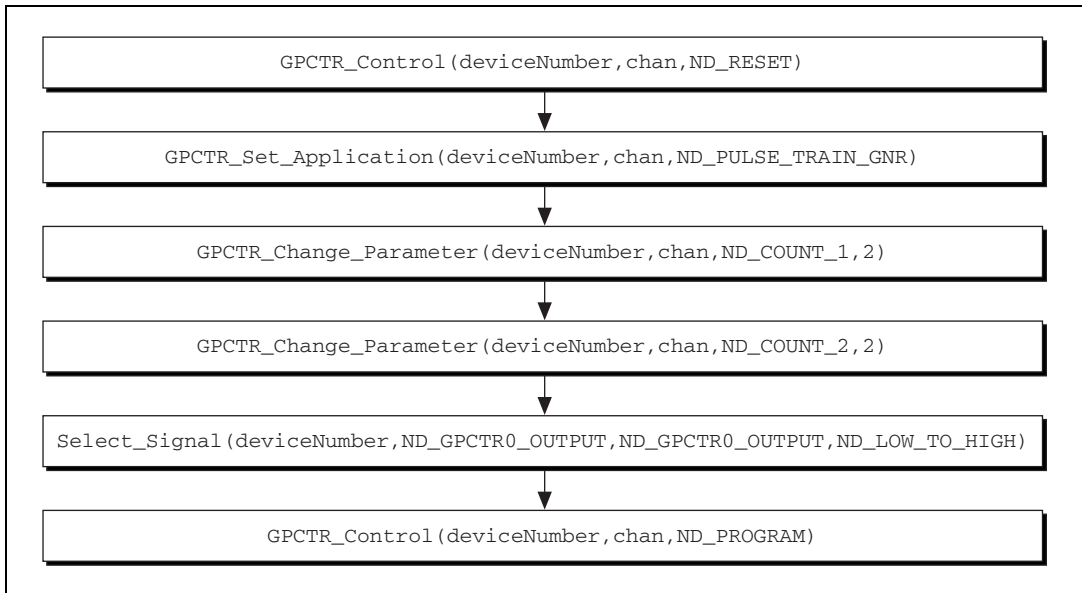 GPCTR_Control(deviceNumber,chan,ND_RESET)
GPCTR_Set_Application(deviceNumber,chan,ND_PULSE_TRAIN_GNR)
GPCTR_Change_Parameter(deviceNumber,chan,ND_COUNT_1,2)
GPCTR_Change_Parameter(deviceNumber,chan,ND_COUNT_2,2)
Select_Signal(deviceNumber,ND_GPCTR0_OUTPUT,ND_GPCTR0_OUTPUT,ND_LOW_TO_HIGH)
GPCTR_Control(deviceNumber,chan,ND_PROGRAM)